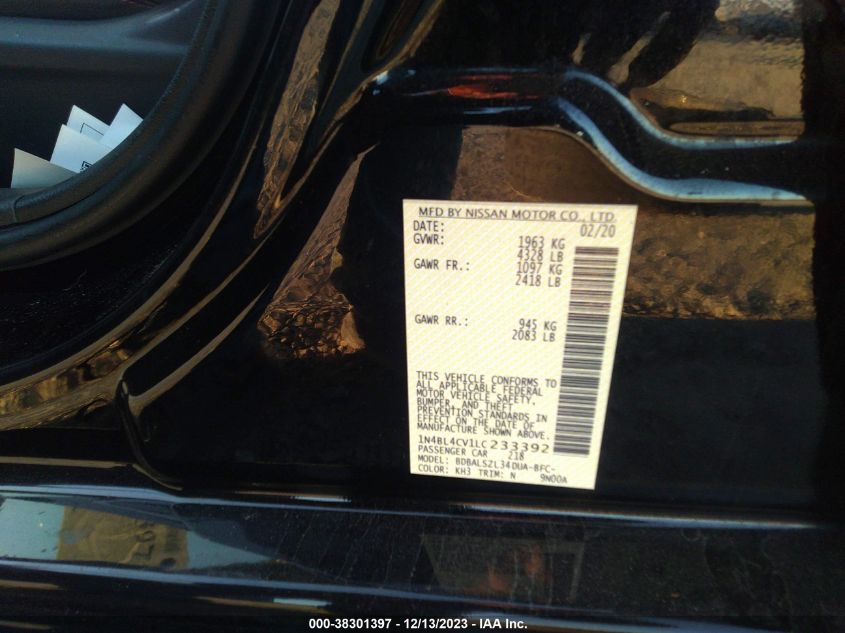 MFD BY NISSAN MOTOR CO., LTD.
DATE: 02/20
GVWR: 1963 KG
4328 LB
GAWR FR.: 1097 KG
2418 LB
GAWR RR.: 945 KG
2083 LB
THIS VEHICLE CONFORMS TO
ALL APPLICABLE FEDERAL
MOTOR VEHICLE SAFETY,
BUMPER, AND THEFT
PREVENTION STANDARDS IN
EFFECT ON THE DATE OF
MANUFACTURE SHOWN ABOVE.
1N4BL4CV1LC233392
PASSENGER CAR 218
MODEL: BDBALSZL34DUA-BFC-
COLOR: KH3 TRIM: N 9N00A
000-38301397 - 12/13/2023 - IAA Inc.